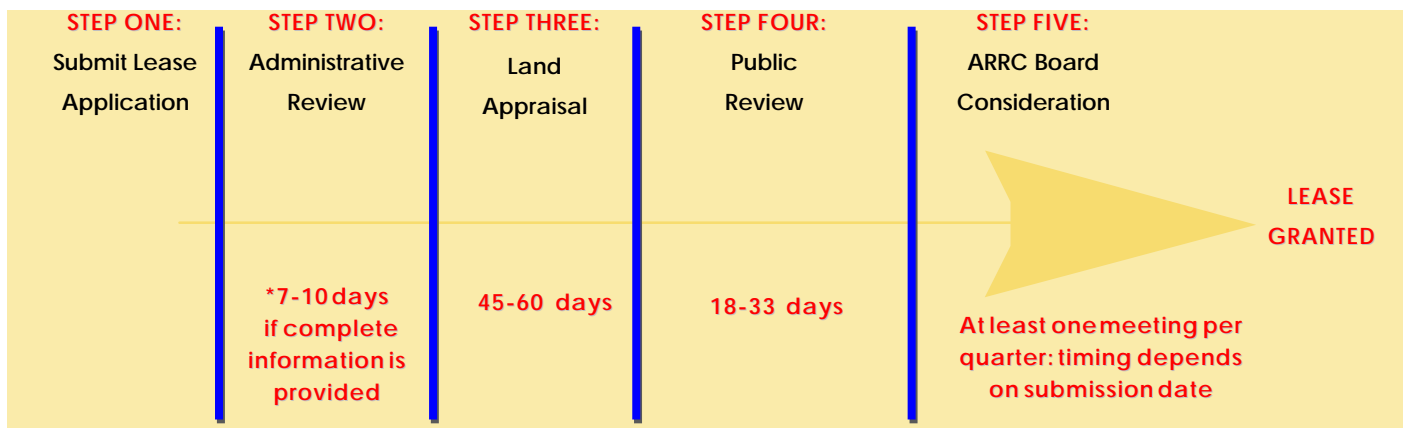 STEP ONE:
Submit Lease
Application
STEP TWO:
Administrative
Review
*7-10 days
if complete
information is
provided
STEP THREE:
Land
Appraisal
45-60 days
STEP FOUR:
Public
Review
18-33 days
STEP FIVE:
ARRC Board
Consideration
At least one meeting per
quarter: timing depends
on submission date
LEASE
GRANTED